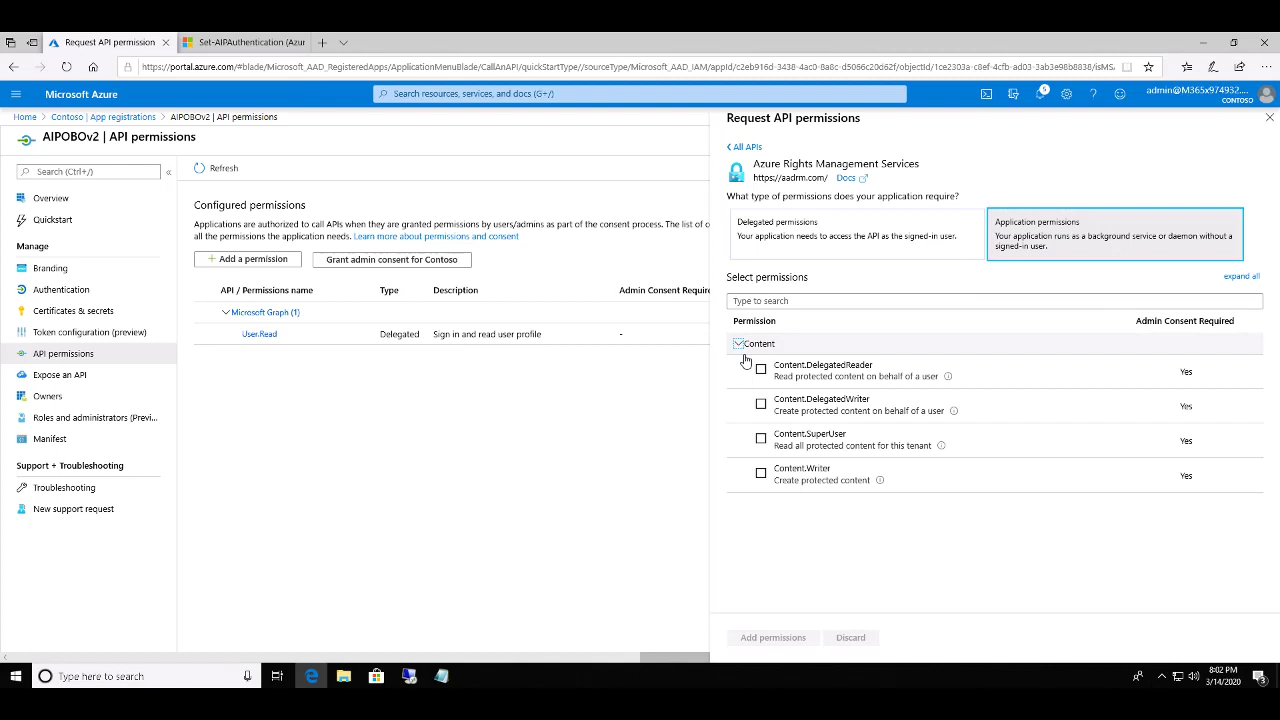 Request API permission
Set-AIPAuthentication (Azur
https://portal.azure.com/#blade/Microsoft_AAD_RegisteredApps/ApplicationMenuBlade/CallAnAPI/quickStartType//sourceType/Microsoft_AAD_IAM/appId/c2eb916d-3438-4ac0-8a8c-d5066c20d62f/objectId/1ce2303a-c8ef-4cfb-ad03-3ab3e98b8838/isMS
Microsoft Azure
Search resources, services, and docs (G+/)
5
admin@M365x974932....
CONTOSO
Home > Contoso | App registrations > AIPOBOv2 | API permissions
AIPOBOv2 | API permissions
Search (Ctrl+/)
«
Overview
Quickstart
Manage
Branding
Authentication
Certificates & secrets
Token configuration (preview)
API permissions
Expose an API
Owners
Roles and administrators (Previ...
Manifest
Support + Troubleshooting
Troubleshooting
New support request
Refresh
Configured permissions
Applications are authorized to call APIs when they are granted permissions by users/admins as part of the consent process. The list of c
all the permissions the application needs. Learn more about permissions and consent
+ Add a permission
Grant admin consent for Contoso
API / Permissions name
Type
Description
Admin Consent Require
Microsoft Graph (1)
User.Read
Delegated
Sign in and read user profile
-
Request API permissions
All APIs
Azure Rights Management Services
https://aadrm.com/ Docs
What type of permissions does your application require?
Delegated permissions
Your application needs to access the API as the signed-in user.
Application permissions
Your application runs as a background service or daemon without a
signed-in user.
Select permissions
expand all
Type to search
Permission
Admin Consent Required
Content
Content.DelegatedReader
Read protected content on behalf of a user
Yes
Content.DelegatedWriter
Create protected content on behalf of a user
Yes
Content.SuperUser
Read all protected content for this tenant
Yes
Content.Writer
Create protected content
Yes
Add permissions
Discard
Type here to search
8:02 PM
3/14/2020
3